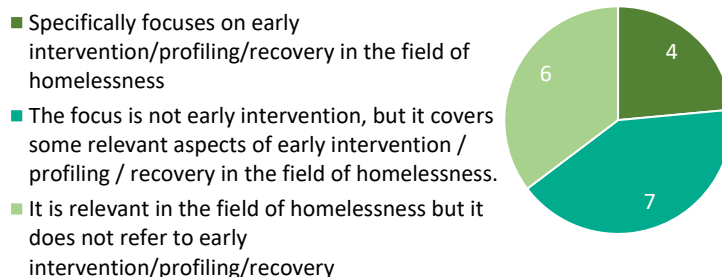 Specifically focuses on early
intervention/profiling/recovery in the field of
homelessness
The focus is not early intervention, but it covers
some relevant aspects of early intervention /
profiling / recovery in the field of homelessness.
It is relevant in the field of homelessness but it
does not refer to early
intervention/profiling/recovery
4
6
7